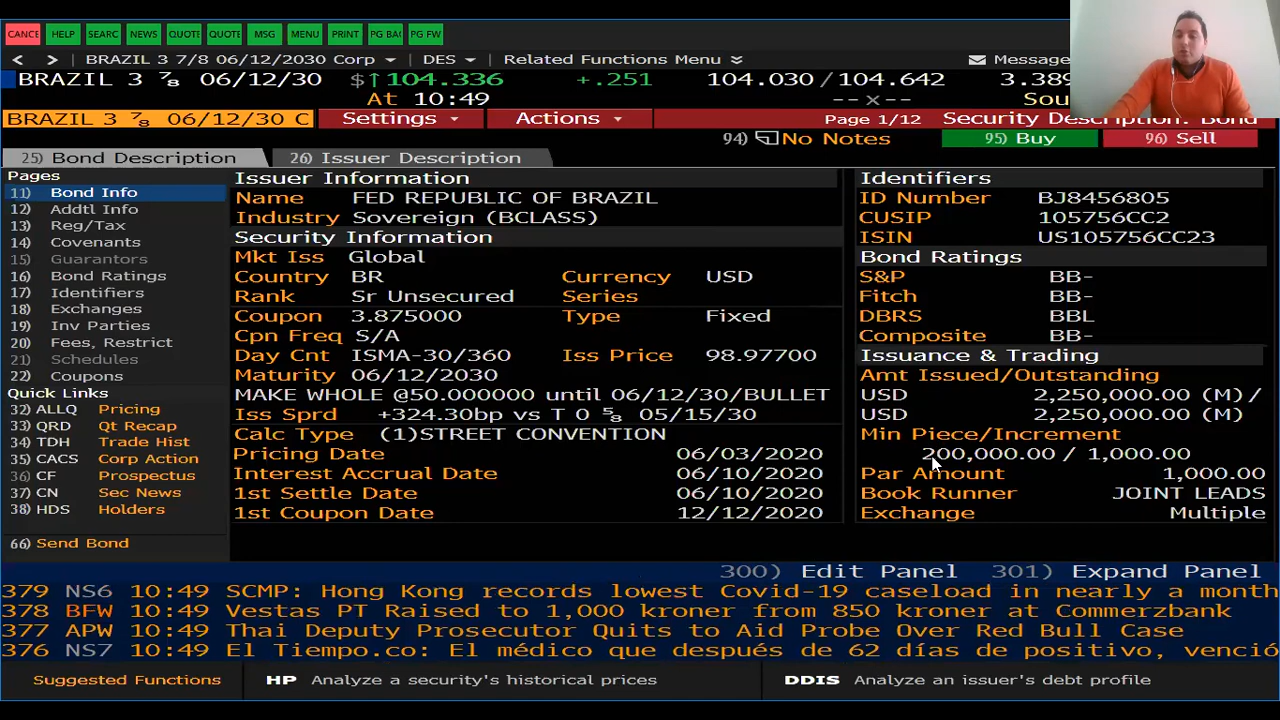 CANCE HELP SEARC NEWS QUOTE QUOTE MSG MENU PRINT PG BAC PG FW
< > BRAZIL 3 7/8 06/12/2030 Corp DES Related Functions Menu Message
BRAZIL 3 ⅞ 06/12/30 $↑104.336 +.251 104.030 / 104.642 3.389
At 10:49 -- x -- Sou
BRAZIL 3 ⅞ 06/12/30 C Settings Actions Page 1/12 Security Description: Bond
94) No Notes 95) Buy 96) Sell
25) Bond Description 26) Issuer Description
Pages
11) Bond Info
12) Addtl Info
13) Reg/Tax
14) Covenants
15) Guarantors
16) Bond Ratings
17) Identifiers
18) Exchanges
19) Inv Parties
20) Fees, Restrict
21) Schedules
22) Coupons
Quick Links
32) ALLQ Pricing
33) QRD Qt Recap
34) TDH Trade Hist
35) CACS Corp Action
36) CF Prospectus
37) CN Sec News
38) HDS Holders
66) Send Bond
Issuer Information
Name FED REPUBLIC OF BRAZIL
Industry Sovereign (BCLASS)
Security Information
Mkt Iss Global
Country BR Currency USD
Rank Sr Unsecured Series
Coupon 3.875000 Type Fixed
Cpn Freq S/A
Day Cnt ISMA-30/360 Iss Price 98.97700
Maturity 06/12/2030
MAKE WHOLE @50.000000 until 06/12/30/BULLET
Iss Sprd +324.30bp vs T 0 ⅝ 05/15/30
Calc Type (1)STREET CONVENTION
Pricing Date 06/03/2020
Interest Accrual Date 06/10/2020
1st Settle Date 06/10/2020
1st Coupon Date 12/12/2020
Identifiers
ID Number BJ8456805
CUSIP 105756CC2
ISIN US105756CC23
Bond Ratings
S&P BB-
Fitch BB-
DBRS BBL
Composite BB-
Issuance & Trading
Amt Issued/Outstanding
USD 2,250,000.00 (M) /
USD 2,250,000.00 (M)
Min Piece/Increment
200,000.00 / 1,000.00
Par Amount 1,000.00
Book Runner JOINT LEADS
Exchange Multiple
300) Edit Panel 301) Expand Panel
379 NS6 10:49 SCMP: Hong Kong records lowest Covid-19 caseload in nearly a month
378 BFW 10:49 Vestas PT Raised to 1,000 kroner from 850 kroner at Commerzbank
377 APW 10:49 Thai Deputy Prosecutor Quits to Aid Probe Over Red Bull Case
376 NS7 10:49 El Tiempo.co: El médico que después de 62 días de positivo, venció
Suggested Functions HP Analyze a security's historical prices DDIS Analyze an issuer's debt profile